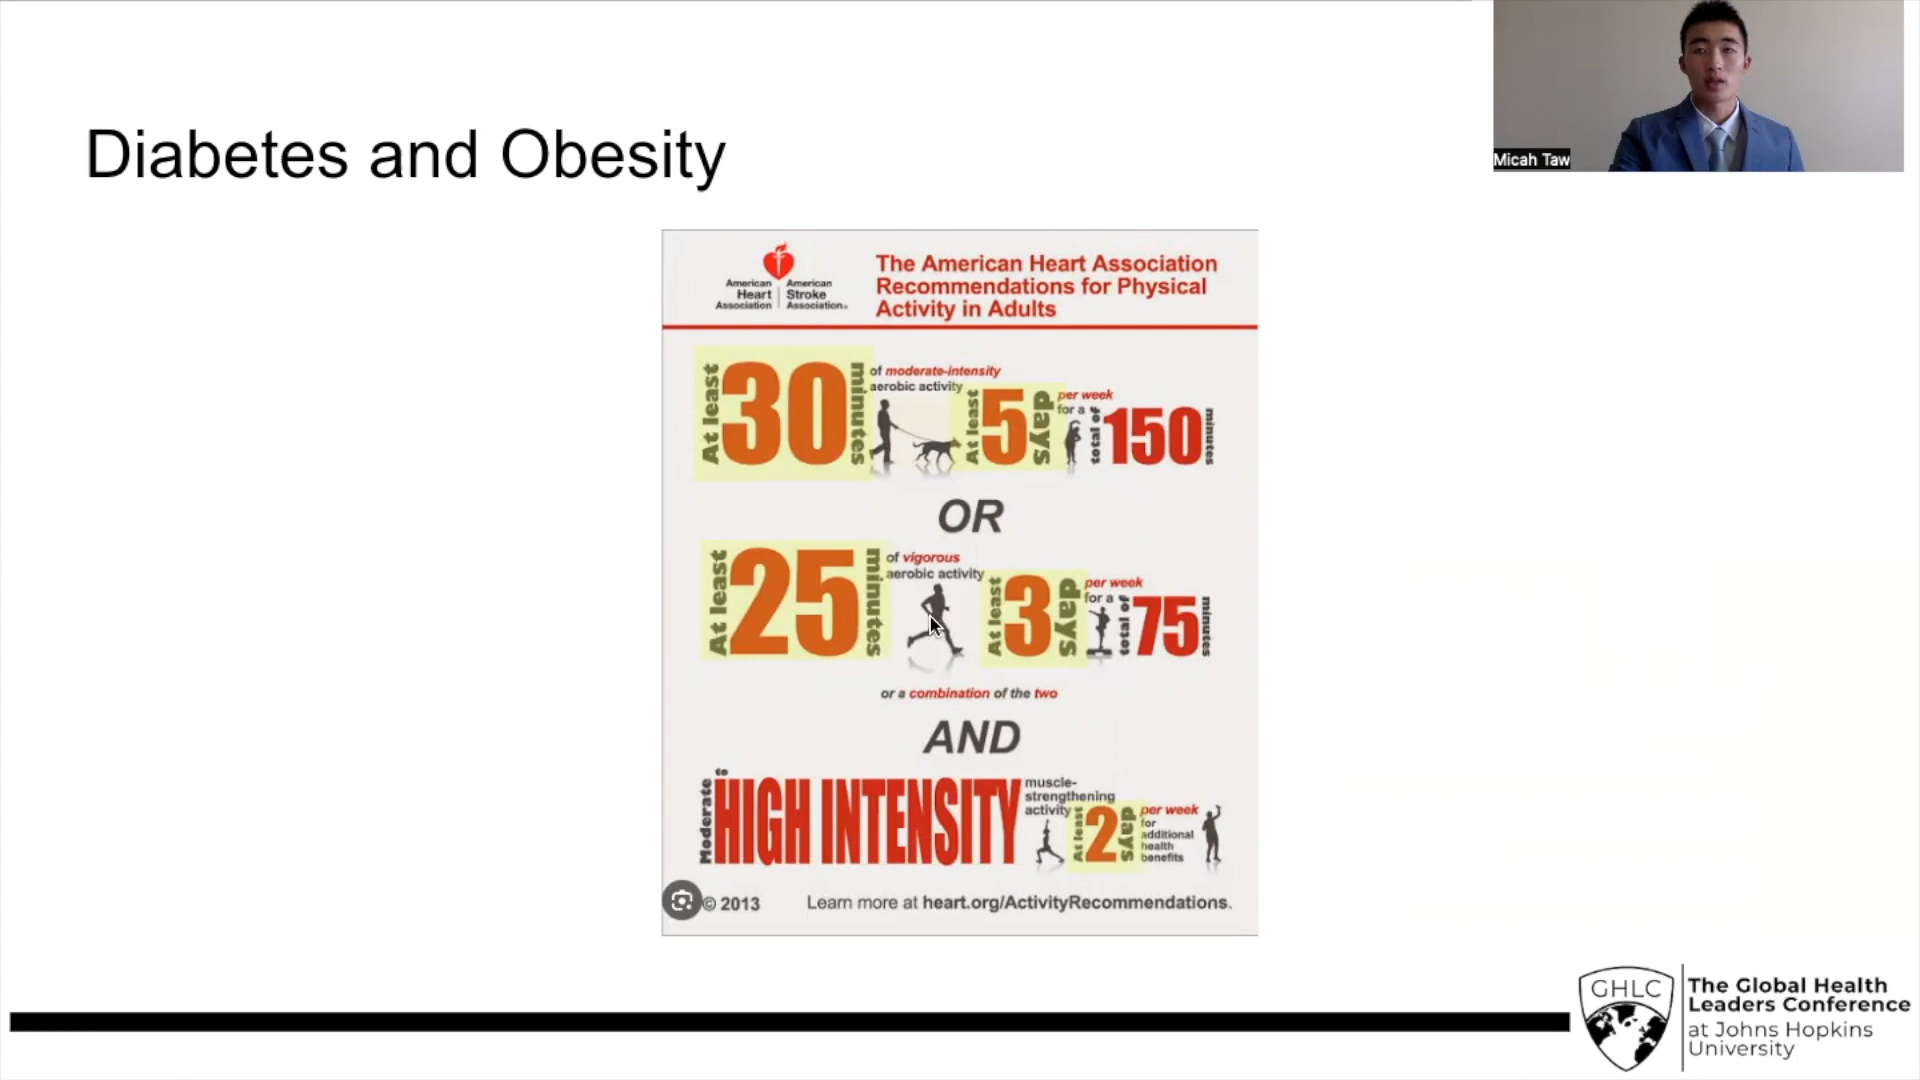 Micah Taw
Diabetes and Obesity
American Heart Association
American Stroke Association®
The American Heart Association
Recommendations for Physical
Activity in Adults
At least 30 minutes
of moderate-intensity
aerobic activity
At least 5 days
per week
for a
total of 150 minutes
OR
At least 25 minutes
of vigorous
aerobic activity
At least 3 days
per week
for a
total of 75 minutes
or a combination of the two
AND
Moderate to HIGH INTENSITY
muscle-
strengthening
activity
At least 2 days
per week
for
additional
health
benefits
© 2013
Learn more at heart.org/ActivityRecommendations.
GHLC
The Global Health
Leaders Conference
at Johns Hopkins
University